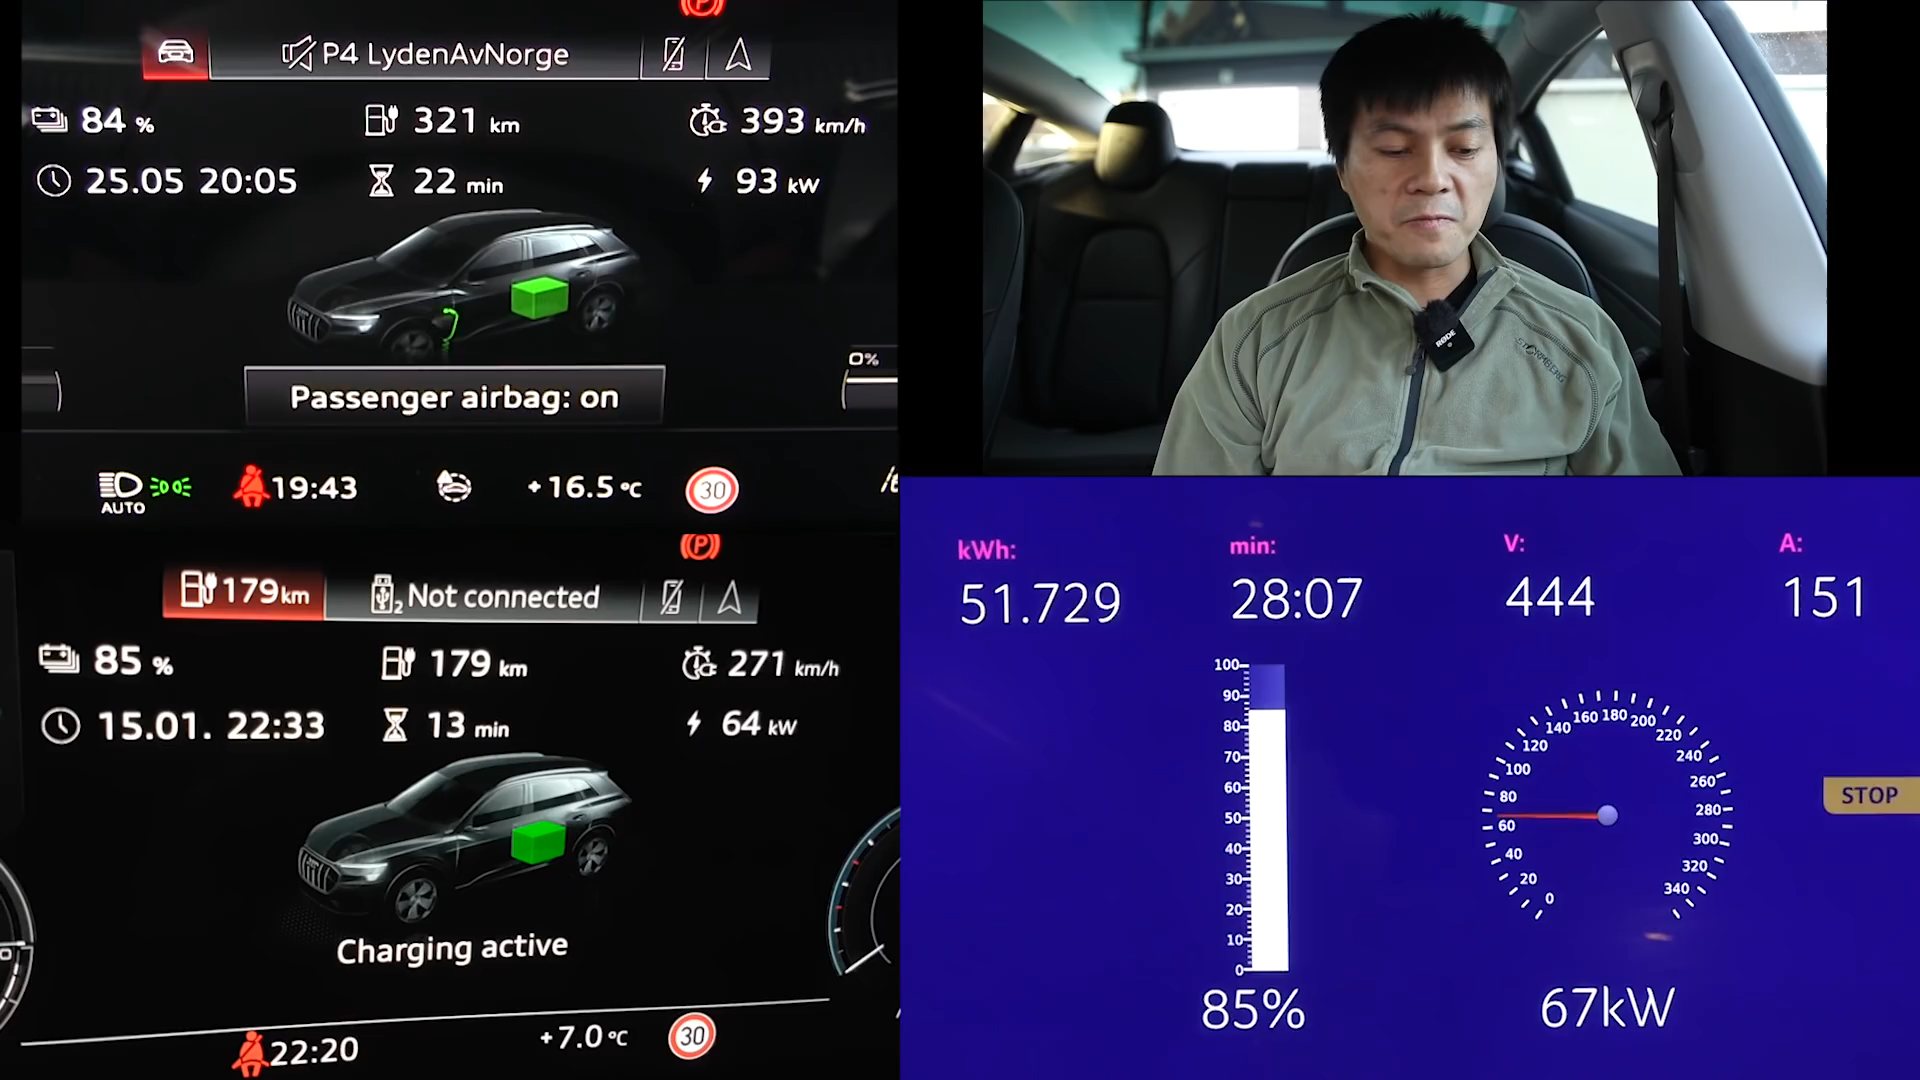 P4 LydenAvNorge
84 %
321 km
393 km/h
25.05 20:05
22 min
93 kW
0%
Passenger airbag: on
AUTO
19:43
+16.5 °C
30
179 km
2 Not connected
85 %
179 km
271 km/h
15.01. 22:33
13 min
64 kW
Charging active
22:20
+7.0 °C
30
RØDE
STORMBERG
kWh: min: V: A:
51.729 28:07 444 151
100
90
80
70
60
50
40
30
20
10
0
85%
0
20
40
60
80
100
120
140
160
180
200
220
240
260
280
300
320
340
67kW
STOP